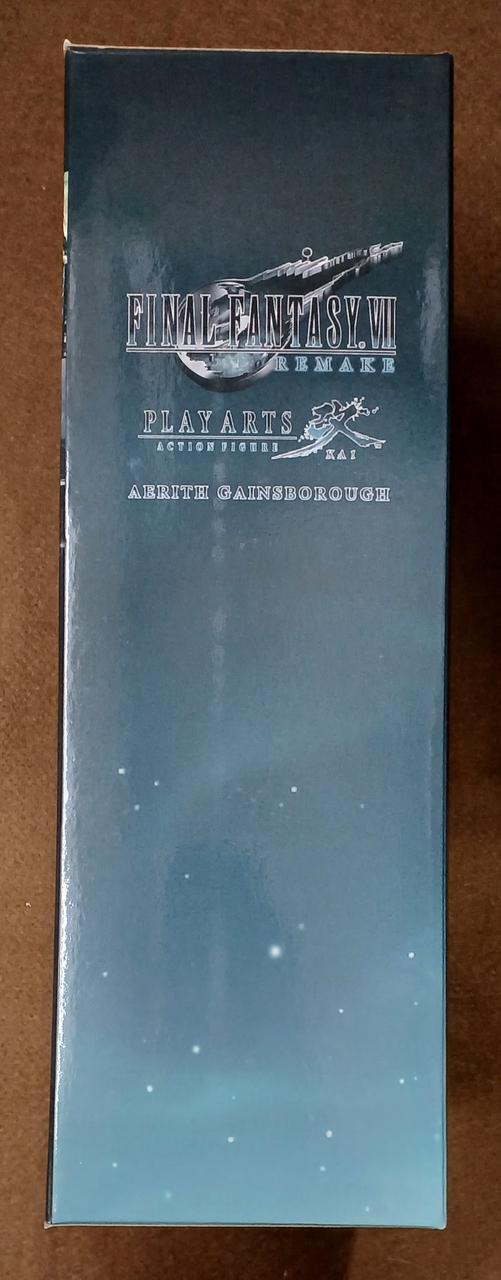 FINAL FANTASY VII
REMAKE
PLAY ARTS
ACTION FIGURE
KAI
AERITH GAINSBOROUGH